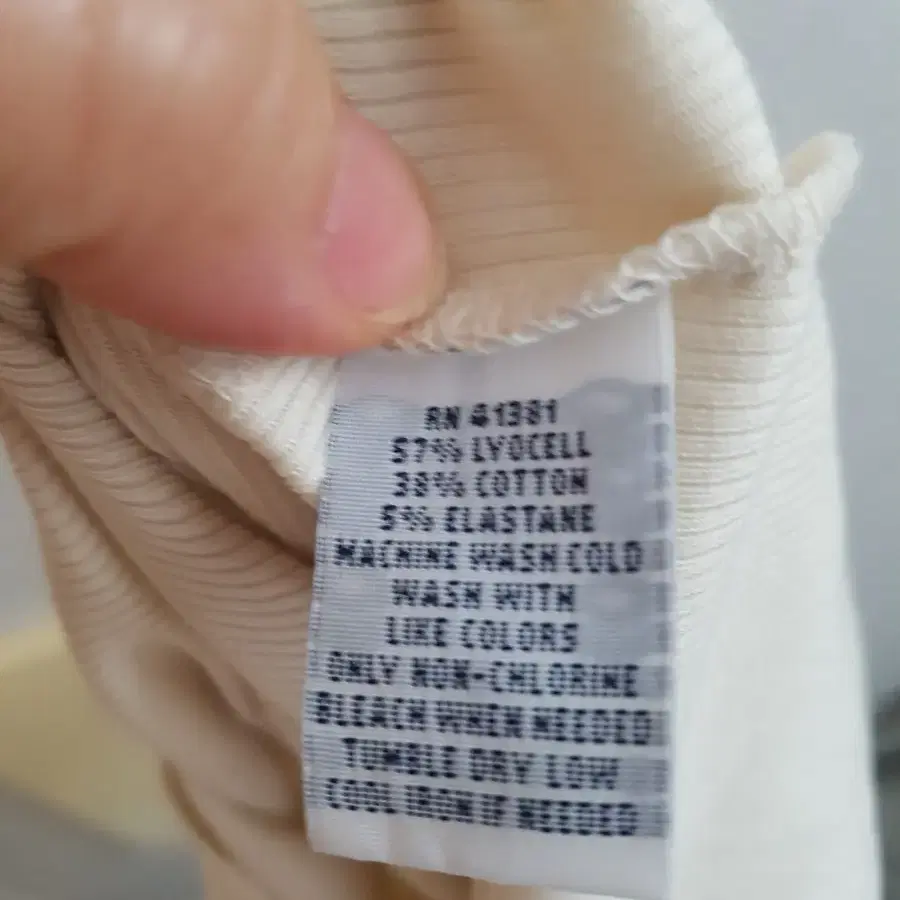 RN 41381
57% LYOCELL
38% COTTON
5% ELASTANE
MACHINE WASH COLD
WASH WITH
LIKE COLORS
ONLY NON-CHLORINE
BLEACH WHEN NEEDED
TUMBLE DRY LOW
COOL IRON IF NEEDED